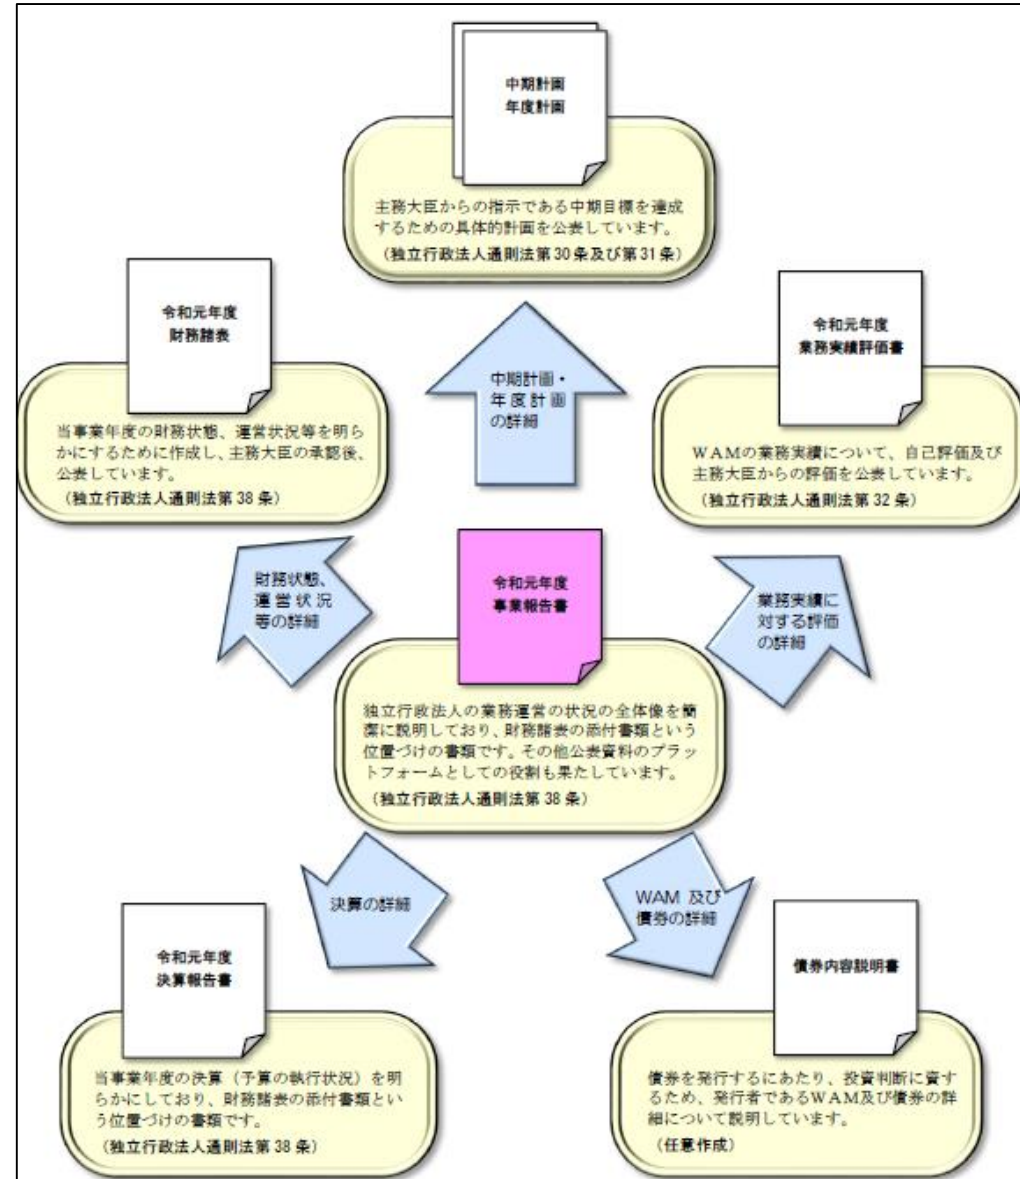 中期計画
年度計画
主務大臣からの指示である中期目標を達成
するための具体的計画を公表しています。
（独立行政法人通則法第30条及び第31条）
令和元年度
財務諸表
当事業年度の財務状態、運営状況等を明ら
かにするために作成し、主務大臣の承認後、
公表しています。
（独立行政法人通則法第38条）
中期計画・
年度計画
の詳細
令和元年度
業務実績評価書
WAMの業務実績について、自己評価及び
主務大臣からの評価を公表しています。
（独立行政法人通則法第32条）
財務状態、
運営状況
等の詳細
令和元年度
事業報告書
業務実績に
対する評価
の詳細
独立行政法人の業務運営の状況の全体像を簡
潔に説明しており、財務諸表の添付書類という
位置づけの書類です。その他公表資料のプラッ
トフォームとしての役割も果たしています。
（独立行政法人通則法第38条）
決算の詳細
WAM 及び
債券の詳細
令和元年度
決算報告書
当事業年度の決算（予算の執行状況）を明
らかにしており、財務諸表の添付書類とい
う位置づけの書類です。
（独立行政法人通則法第38条）
債券内容説明書
債券を発行するにあたり、投資判断に資す
るため、発行者であるWAM及び債券の詳
細について説明しています。
（任意作成）